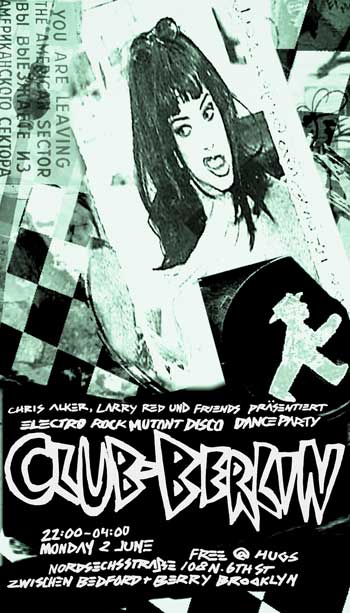 YOU ARE LEAVING
THE AMERICAN SECTOR
ВЫ ВЫЕЗЖАЕТЕ ИЗ
АМЕРИКАНСКОГО СЕКТОРА
CHRIS ALKER, LARRY RED UND FRIENDS PRÄSENTIERT
ELECTRO ROCK MUTANT DISCO DANCE PARTY
CLUB-BERLIN
22:00-04:00
MONDAY 2 JUNE
FREE @ HUGS
NORDSECHSSTRAßE 108 N. 6TH ST
ZWISCHEN BEDFORD + BERRY BROOKLYN